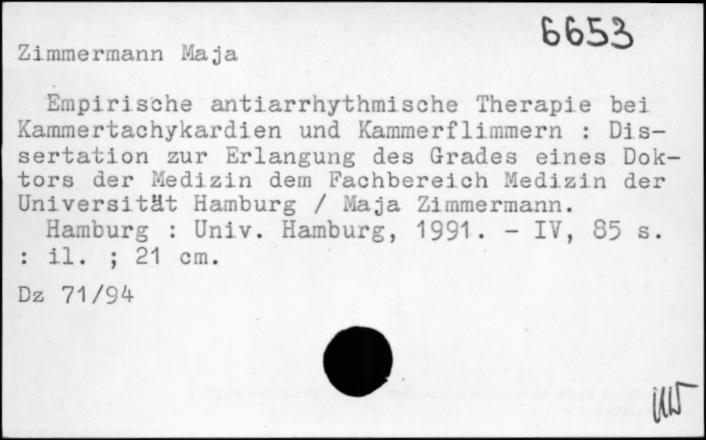 6653
Zimmermann Maja
Empirische antiarrhythmische Therapie bei
Kammertachykardien und Kammerflimmern : Dis-
sertation zur Erlangung des Grades eines Dok-
tors der Medizin dem Fachbereich Medizin der
Universität Hamburg / Maja Zimmermann.
Hamburg : Univ. Hamburg, 1991. - IV, 85 s.
: il. ; 21 cm.
Dz 71/94